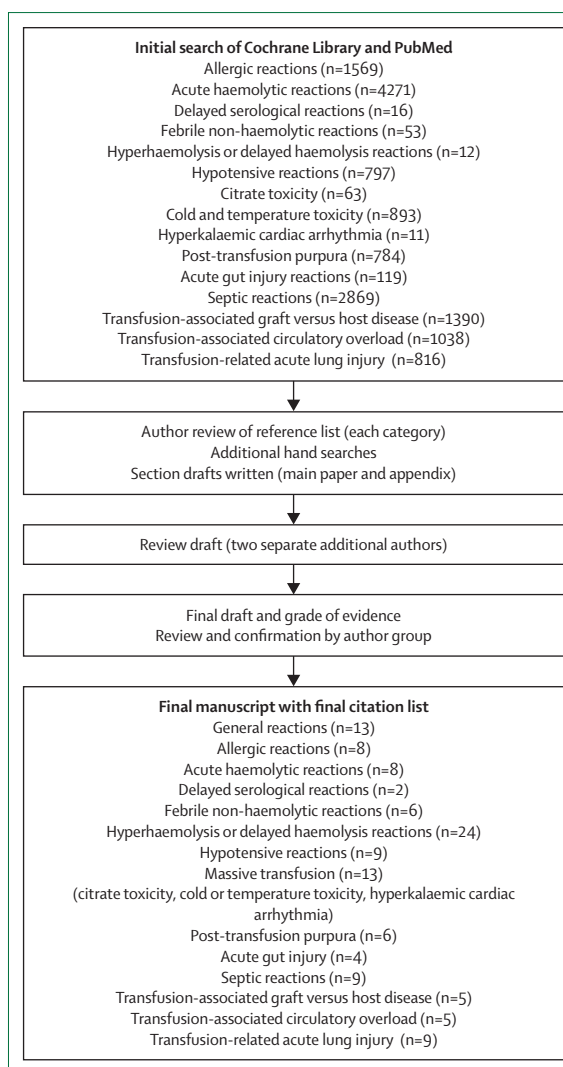 Initial search of Cochrane Library and PubMed
Allergic reactions (n=1569)
Acute haemolytic reactions (n=4271)
Delayed serological reactions (n=16)
Febrile non-haemolytic reactions (n=53)
Hyperhaemolysis or delayed haemolysis reactions (n=12)
Hypotensive reactions (n=797)
Citrate toxicity (n=63)
Cold and temperature toxicity (n=893)
Hyperkalaemic cardiac arrhythmia (n=11)
Post-transfusion purpura (n=784)
Acute gut injury reactions (n=119)
Septic reactions (n=2869)
Transfusion-associated graft versus host disease (n=1390)
Transfusion-associated circulatory overload (n=1038)
Transfusion-related acute lung injury (n=816)
Author review of reference list (each category)
Additional hand searches
Section drafts written (main paper and appendix)
Review draft (two separate additional authors)
Final draft and grade of evidence
Review and confirmation by author group
Final manuscript with final citation list
General reactions (n=13)
Allergic reactions (n=8)
Acute haemolytic reactions (n=8)
Delayed serological reactions (n=2)
Febrile non-haemolytic reactions (n=6)
Hyperhaemolysis or delayed haemolysis reactions (n=24)
Hypotensive reactions (n=9)
Massive transfusion (n=13)
(citrate toxicity, cold or temperature toxicity, hyperkalaemic cardiac
arrhythmia)
Post-transfusion purpura (n=6)
Acute gut injury (n=4)
Septic reactions (n=9)
Transfusion-associated graft versus host disease (n=5)
Transfusion-associated circulatory overload (n=5)
Transfusion-related acute lung injury (n=9)